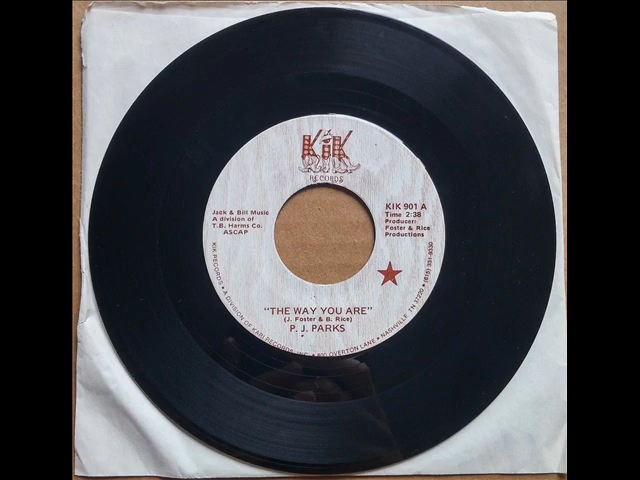 KiK
RECORDS
Jack & Bill Music
A division of
T.B. Harms Co.
ASCAP
KIK 901 A
Time 2:38
Producer:
Foster & Rice
Productions
"THE WAY YOU ARE"
(J. Foster & B. Rice)
P. J. PARKS
KIK RECORDS • A DIVISION OF KARI RECORDS, INC. • 800 OVERTON LANE • NASHVILLE, TN 37220 • (615) 331-9030